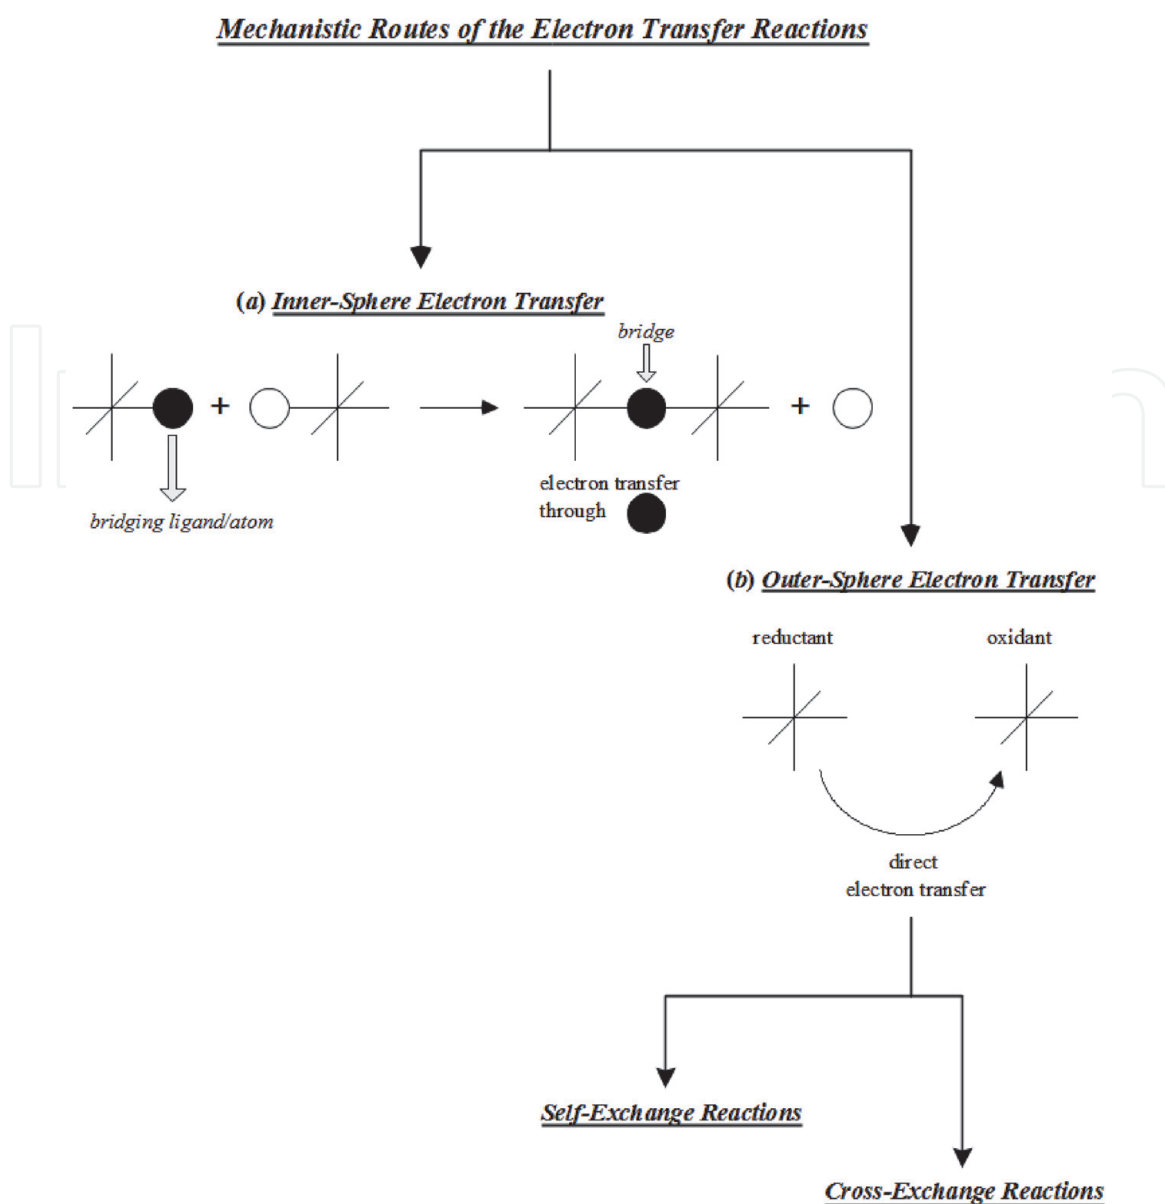 Mechanistic Routes of the Electron Transfer Reactions
(a) Inner-Sphere Electron Transfer
bridge
+
+
bridging ligand/atom
electron transfer
through
(b) Outer-Sphere Electron Transfer
reductant
oxidant
direct
electron transfer
Self-Exchange Reactions
Cross-Exchange Reactions